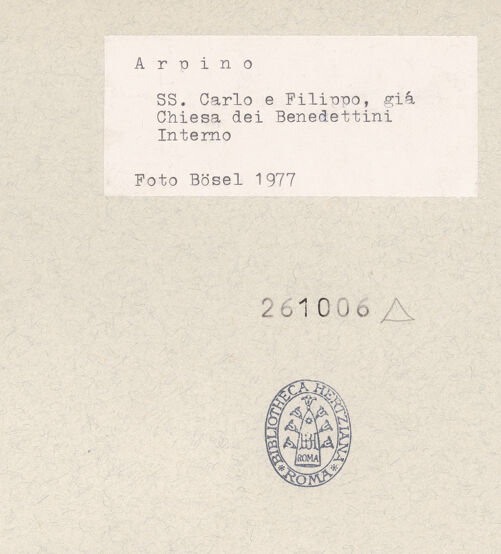 A r p i n o
SS. Carlo e Filippo, giá
Chiesa dei Benedettini
Interno
Foto Bösel 1977
261006
BIBLIOTHECA HERTZIANA
ROMA
ROMA